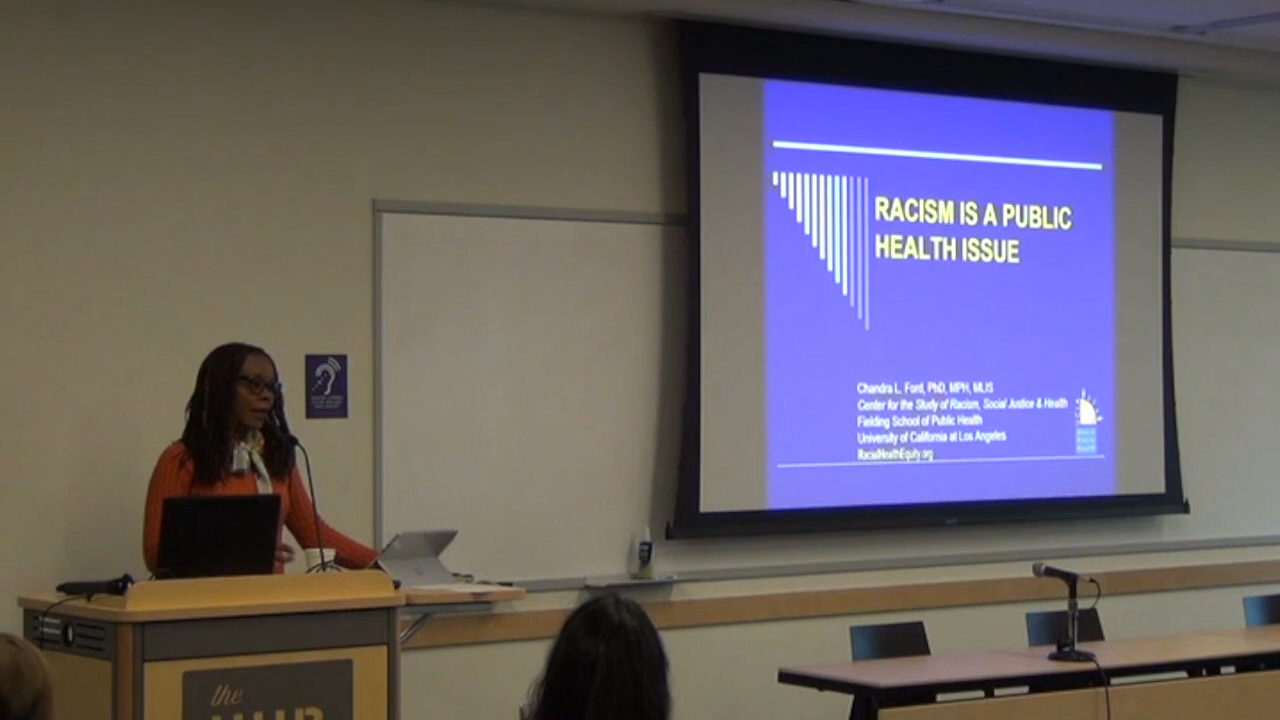 RACISM IS A PUBLIC
HEALTH ISSUE
Chandra L. Ford, PhD, MPH, MLIS
Center for the Study of Racism, Social Justice & Health
Fielding School of Public Health
University of California at Los Angeles
RacialHealthEquity.org
the
HUB